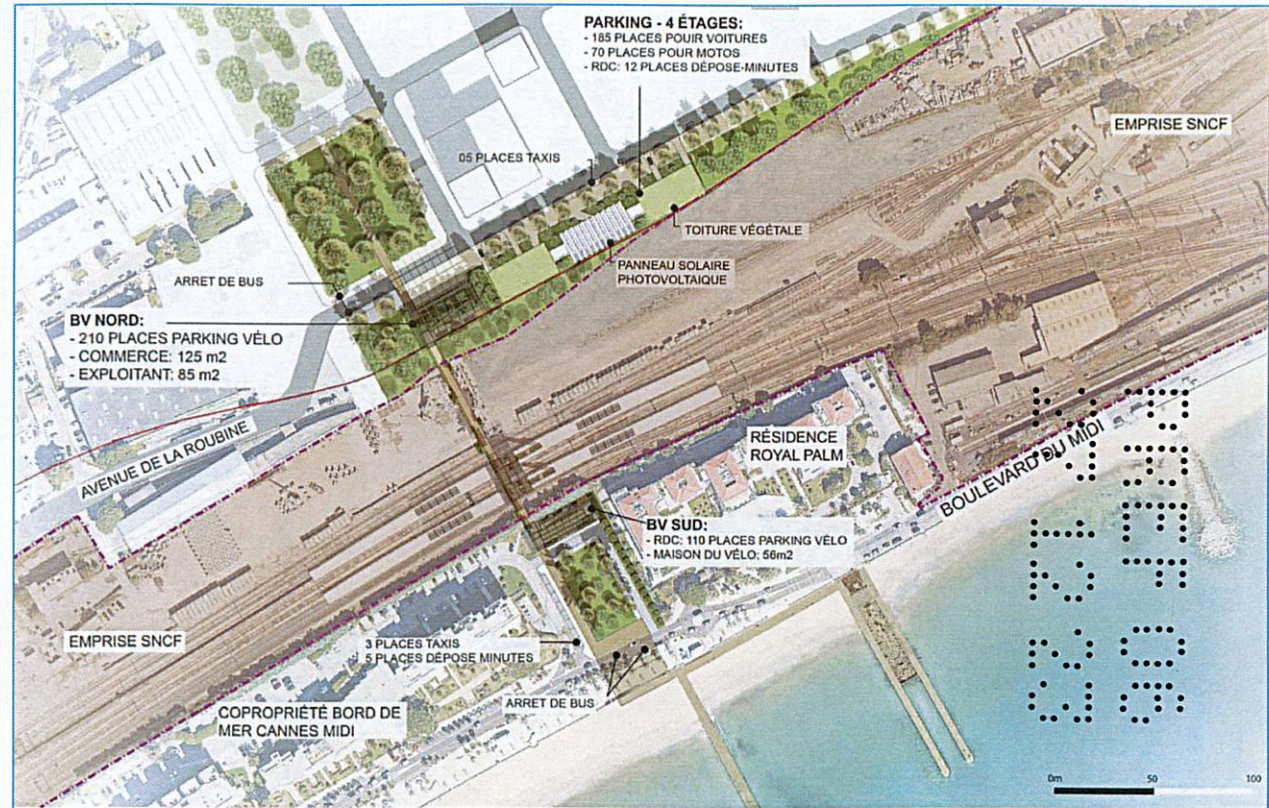 PARKING - 4 ÉTAGES:
- 185 PLACES POUIR VOITURES
- 70 PLACES POUR MOTOS
- RDC: 12 PLACES DÉPOSE-MINUTES
EMPRISE SNCF
05 PLACES TAXIS
TOITURE VÉGÉTALE
PANNEAU SOLAIRE
PHOTOVOLTAIQUE
ARRET DE BUS
BV NORD:
- 210 PLACES PARKING VÉLO
- COMMERCE: 125 m2
- EXPLOITANT: 85 m2
AVENUE DE LA ROUBINE
RÉSIDENCE
ROYAL PALM
BOULEVARD DU MIDI
BV SUD:
- RDC: 110 PLACES PARKING VÉLO
- MAISON DU VÉLO: 56m2
EMPRISE SNCF
3 PLACES TAXIS
5 PLACES DÉPOSE MINUTES
ARRET DE BUS
COPROPRIÉTÉ BORD DE
MER CANNES MIDI
0m 50 100